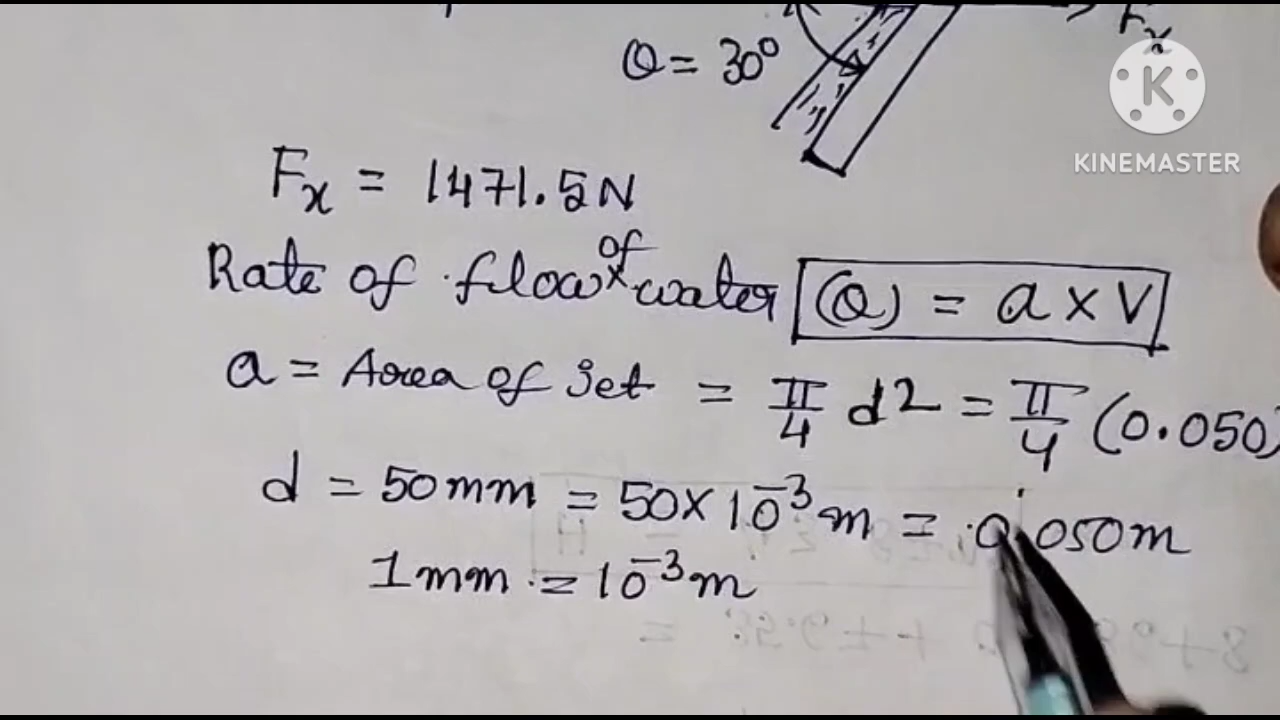 θ = 30°
Fx
K
KINEMASTER
Fx = 1471.5N
Rate of flow of water (Q) = a × V
a = Area of Jet = π/4 d2 = π/4 (0.050)
d = 50mm = 50×10⁻³m = 0.050m
1mm = 10⁻³m